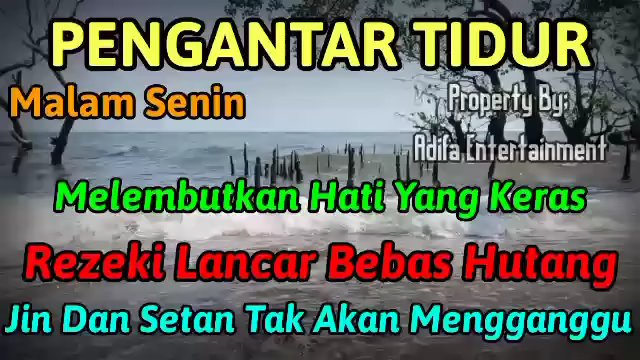 PENGANTAR TIDUR
Malam Senin
Property By:
Adifa Entertainment
Melembutkan Hati Yang Keras
Rezeki Lancar Bebas Hutang
Jin Dan Setan Tak Akan Mengganggu